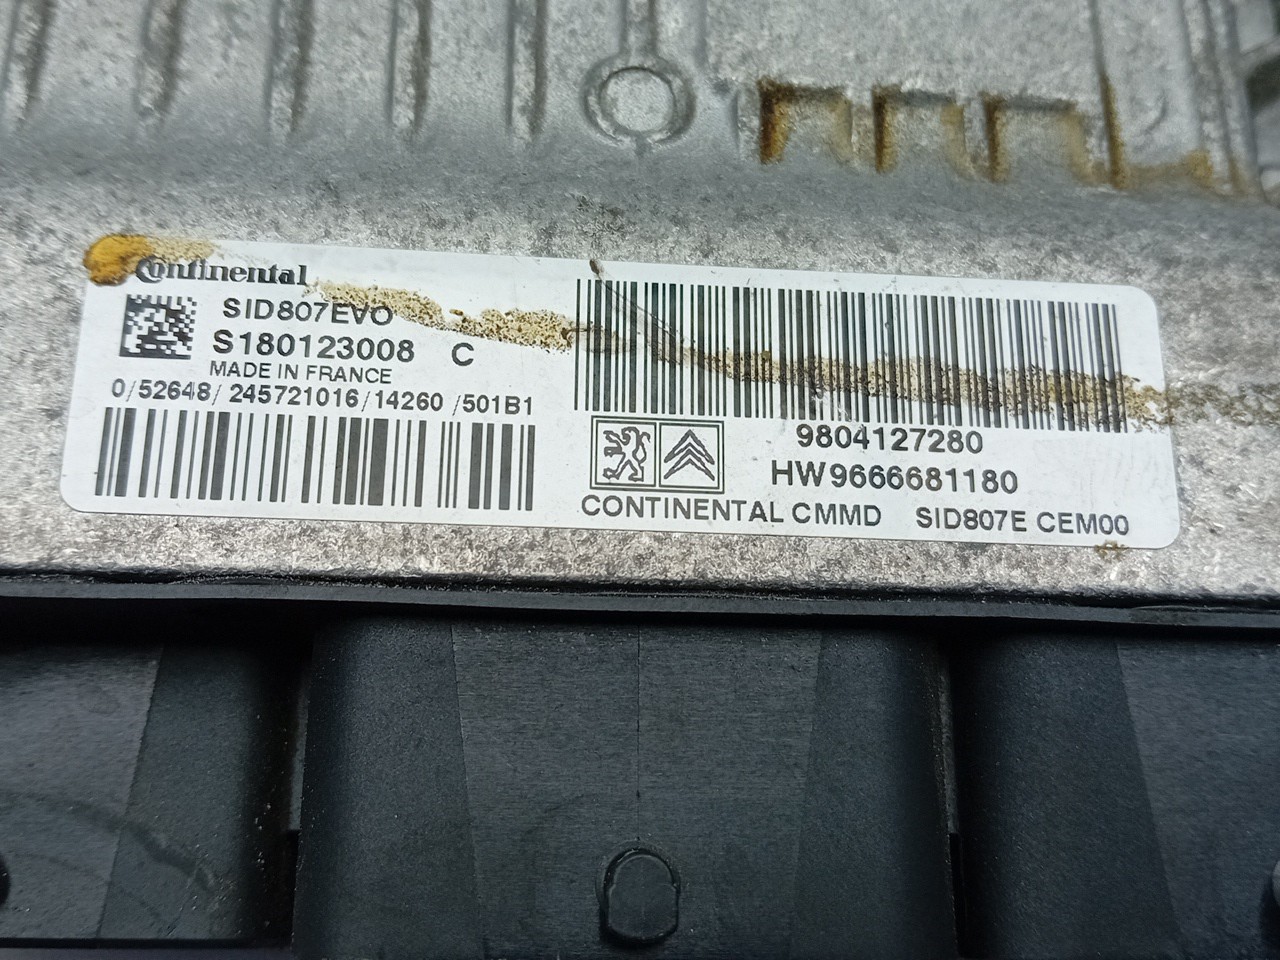 Continental
SID807EVO
S180123008 C
MADE IN FRANCE
0/52648/245721016/14260/501B1
9804127280
HW9666681180
CONTINENTAL CMMD SID807E CEM00